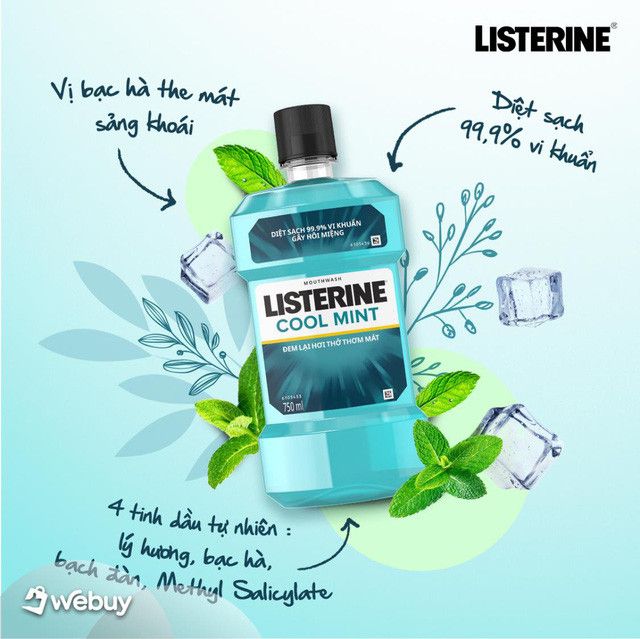 LISTERINE®
Vị bạc hà the mát
sảng khoái
Diệt sạch
99,9% vi khuẩn
DIỆT SẠCH 99.9% VI KHUẨN
GÂY HÔI MIỆNG
6105436
MOUTHWASH
LISTERINE
COOL MINT
ĐEM LẠI HƠI THỞ THƠM MÁT
6105433
750 ml
4 tinh dầu tự nhiên :
lý hương, bạc hà,
bạch đàn, Methyl Salicylate
webuy